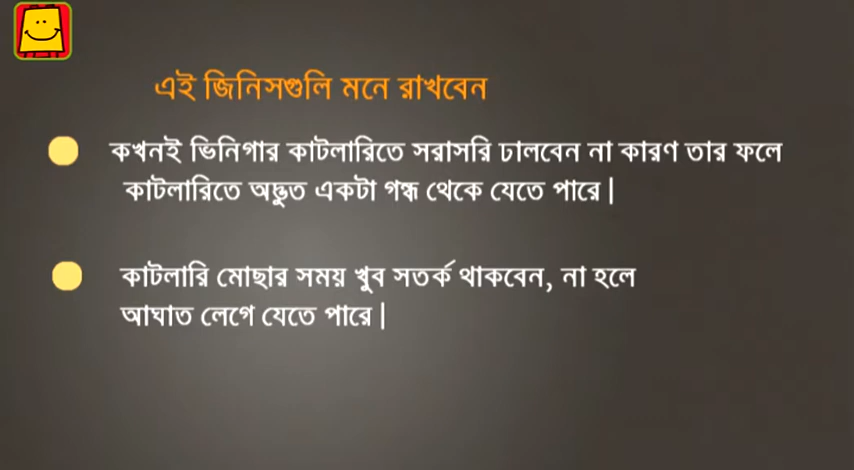 এই জিনিসগুলি মনে রাখবেন
কখনই ভিনিগার কাটলারিতে সরাসরি ঢালবেন না কারণ তার ফলে
কাটলারিতে অদ্ভুত একটা গন্ধ থেকে যেতে পারে |
কাটলারি মোছার সময় খুব সতর্ক থাকবেন, না হলে
আঘাত লেগে যেতে পারে |